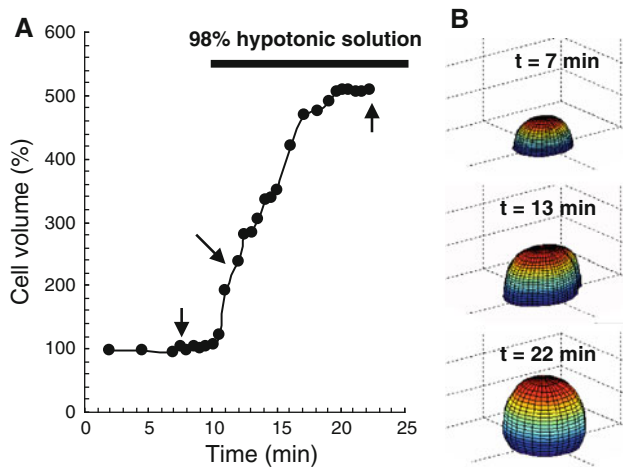 A
98% hypotonic solution
Cell volume (%)
600
500
400
300
200
100
0
0 5 10 15 20 25
Time (min)
B
t = 7 min
t = 13 min
t = 22 min